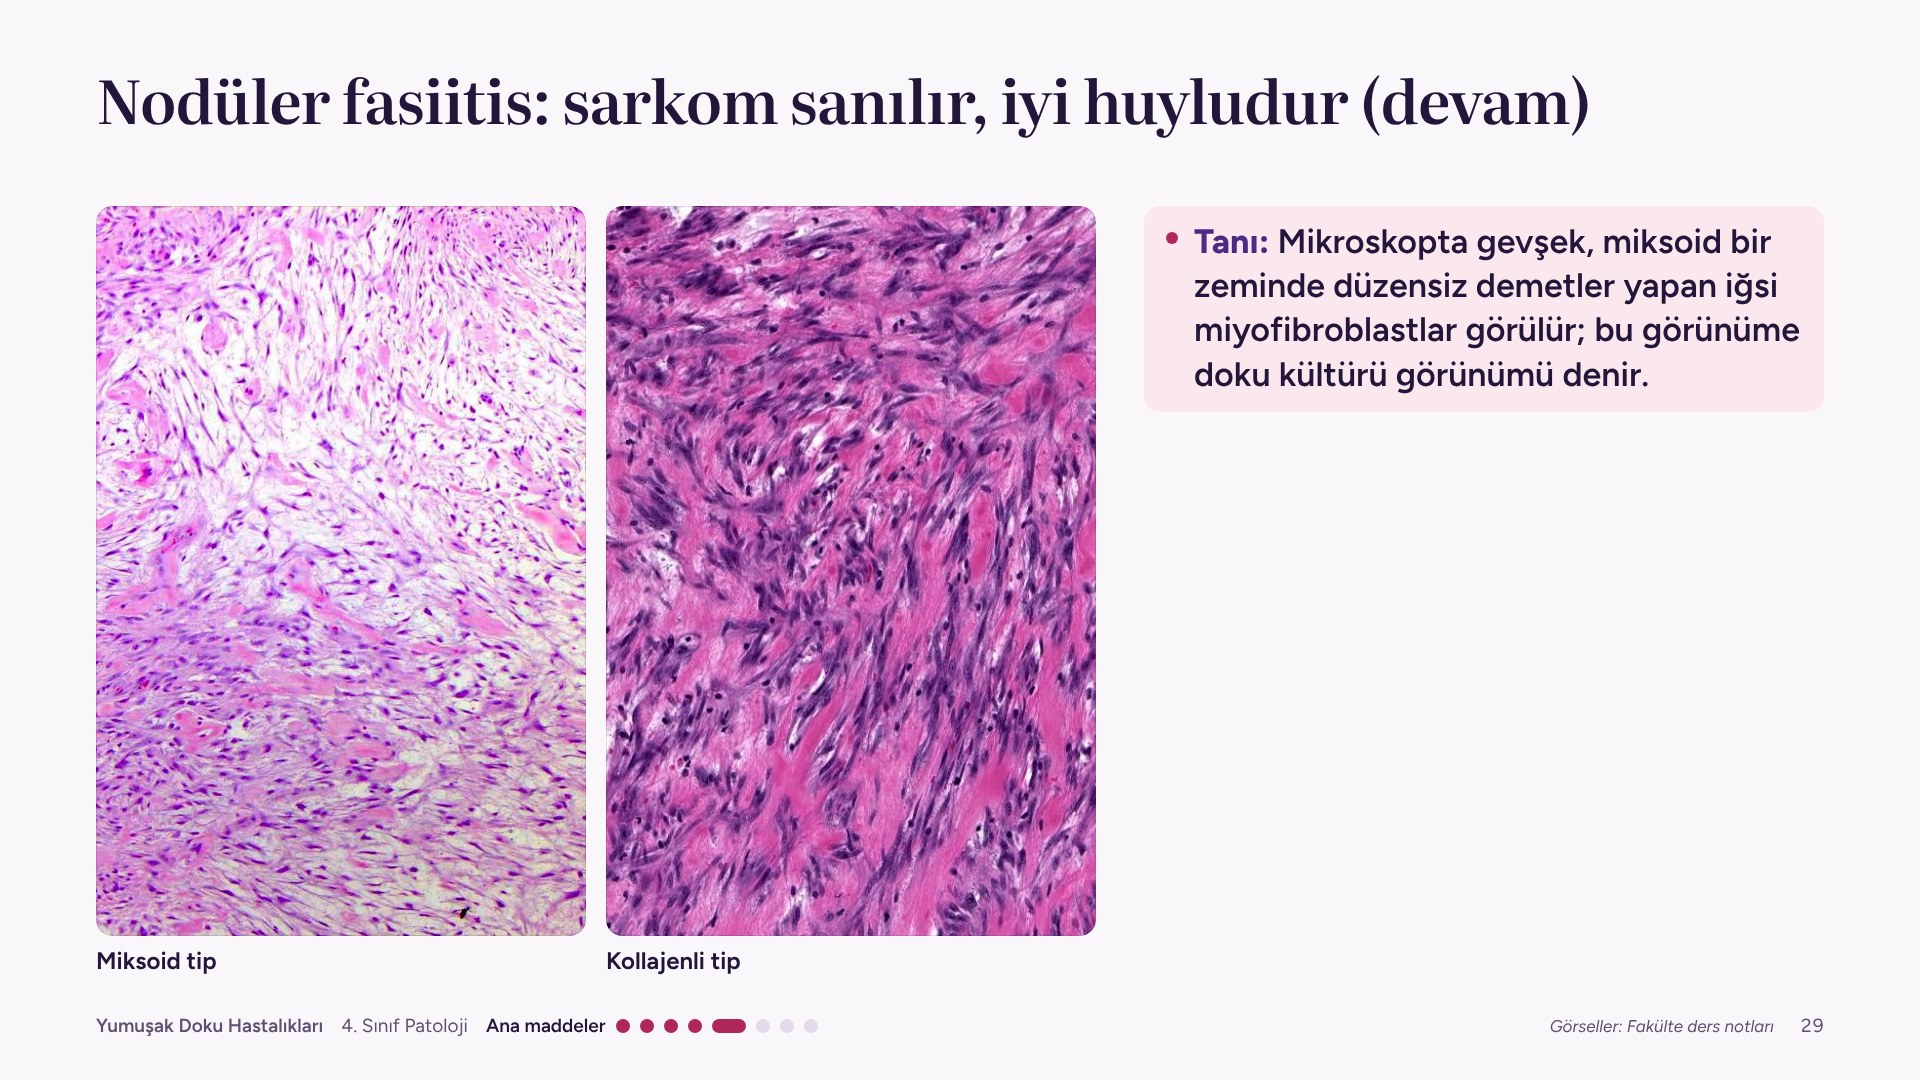 Nodüler fasiitis: sarkom sanılır, iyi huyludur (devam)
Tanı: Mikroskopta gevşek, miksoid bir
zeminde düzensiz demetler yapan iğsi
miyofibroblastlar görülür; bu görünüme
doku kültürü görünümü denir.
Miksoid tip
Kollajenli tip
Yumuşak Doku Hastalıkları 4. Sınıf Patoloji Ana maddeler
Görseller: Fakülte ders notları 29